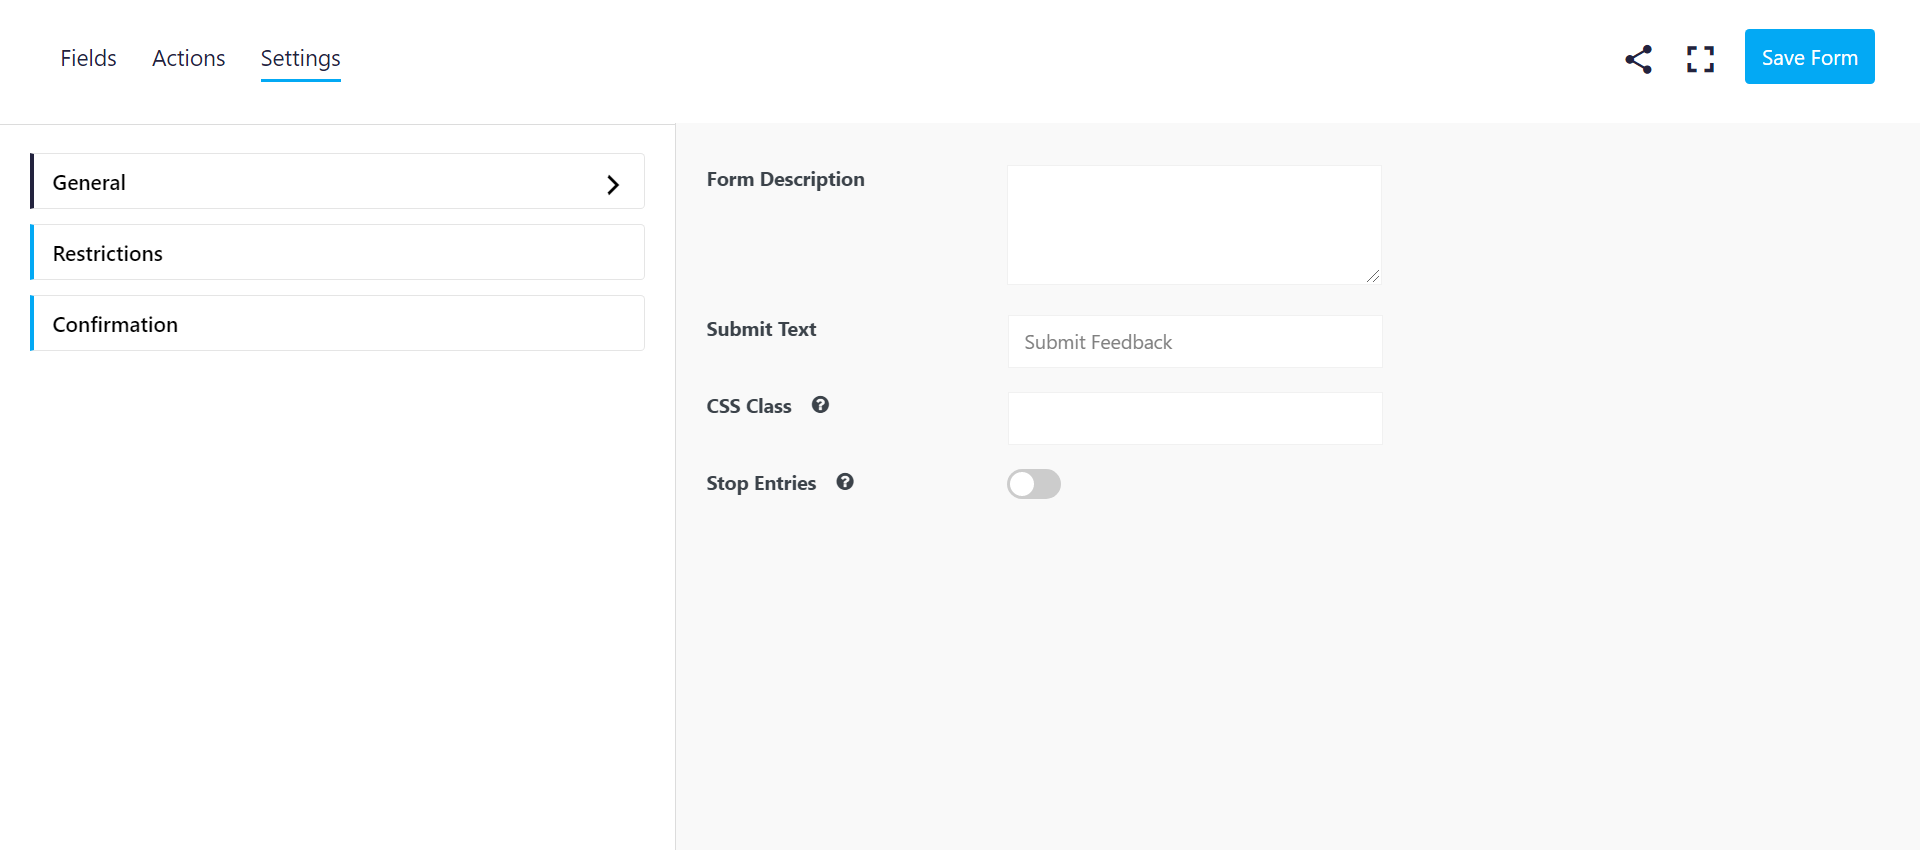 Fields Actions Settings Save Form
General
Restrictions
Confirmation
Form Description
Submit Text
Submit Feedback
CSS Class ?
Stop Entries ?